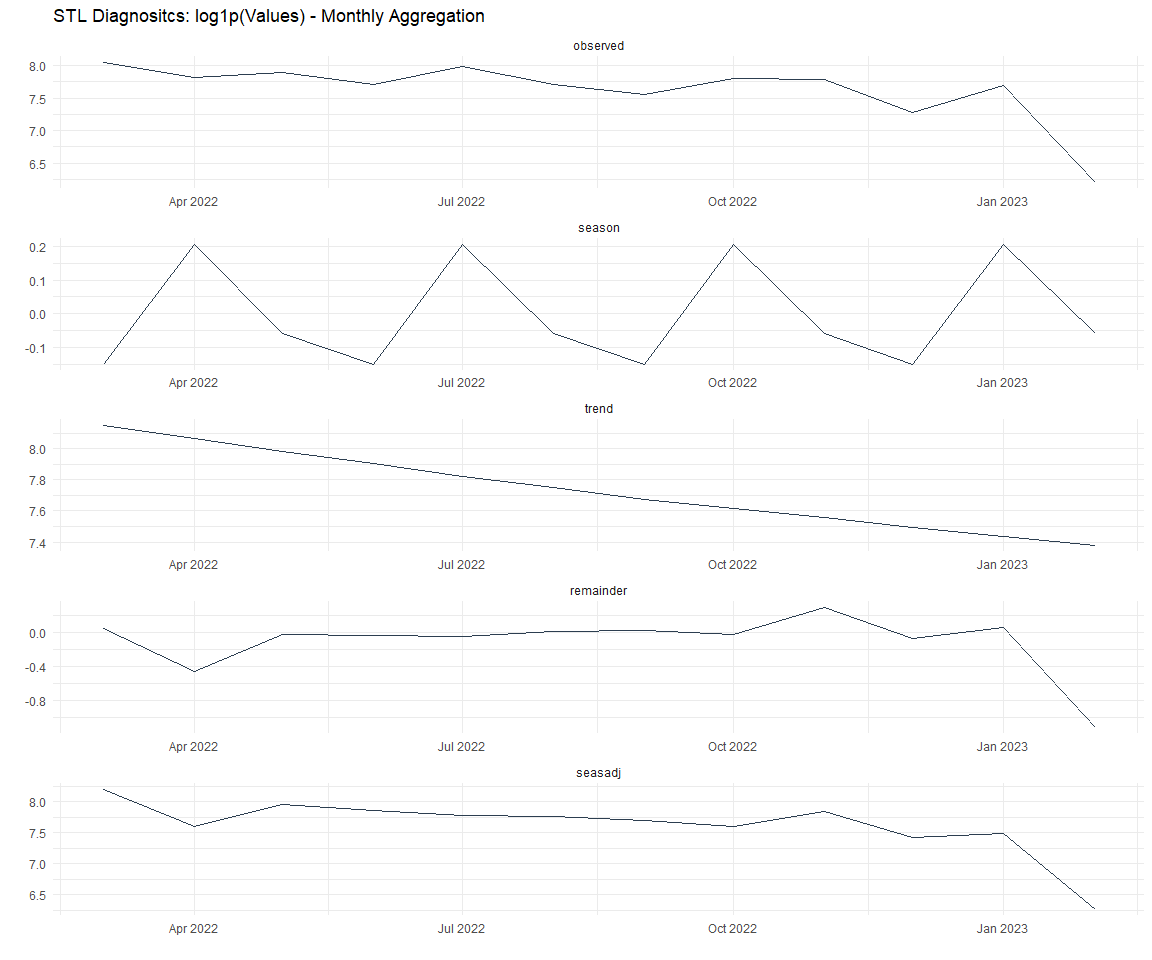 STL Diagnositcs: log1p(Values) - Monthly Aggregation
observed
8.0
7.5
7.0
6.5
Apr 2022 Jul 2022 Oct 2022 Jan 2023
season
0.2
0.1
0.0
-0.1
Apr 2022 Jul 2022 Oct 2022 Jan 2023
trend
8.0
7.8
7.6
7.4
Apr 2022 Jul 2022 Oct 2022 Jan 2023
remainder
0.0
-0.4
-0.8
Apr 2022 Jul 2022 Oct 2022 Jan 2023
seasadj
8.0
7.5
7.0
6.5
Apr 2022 Jul 2022 Oct 2022 Jan 2023